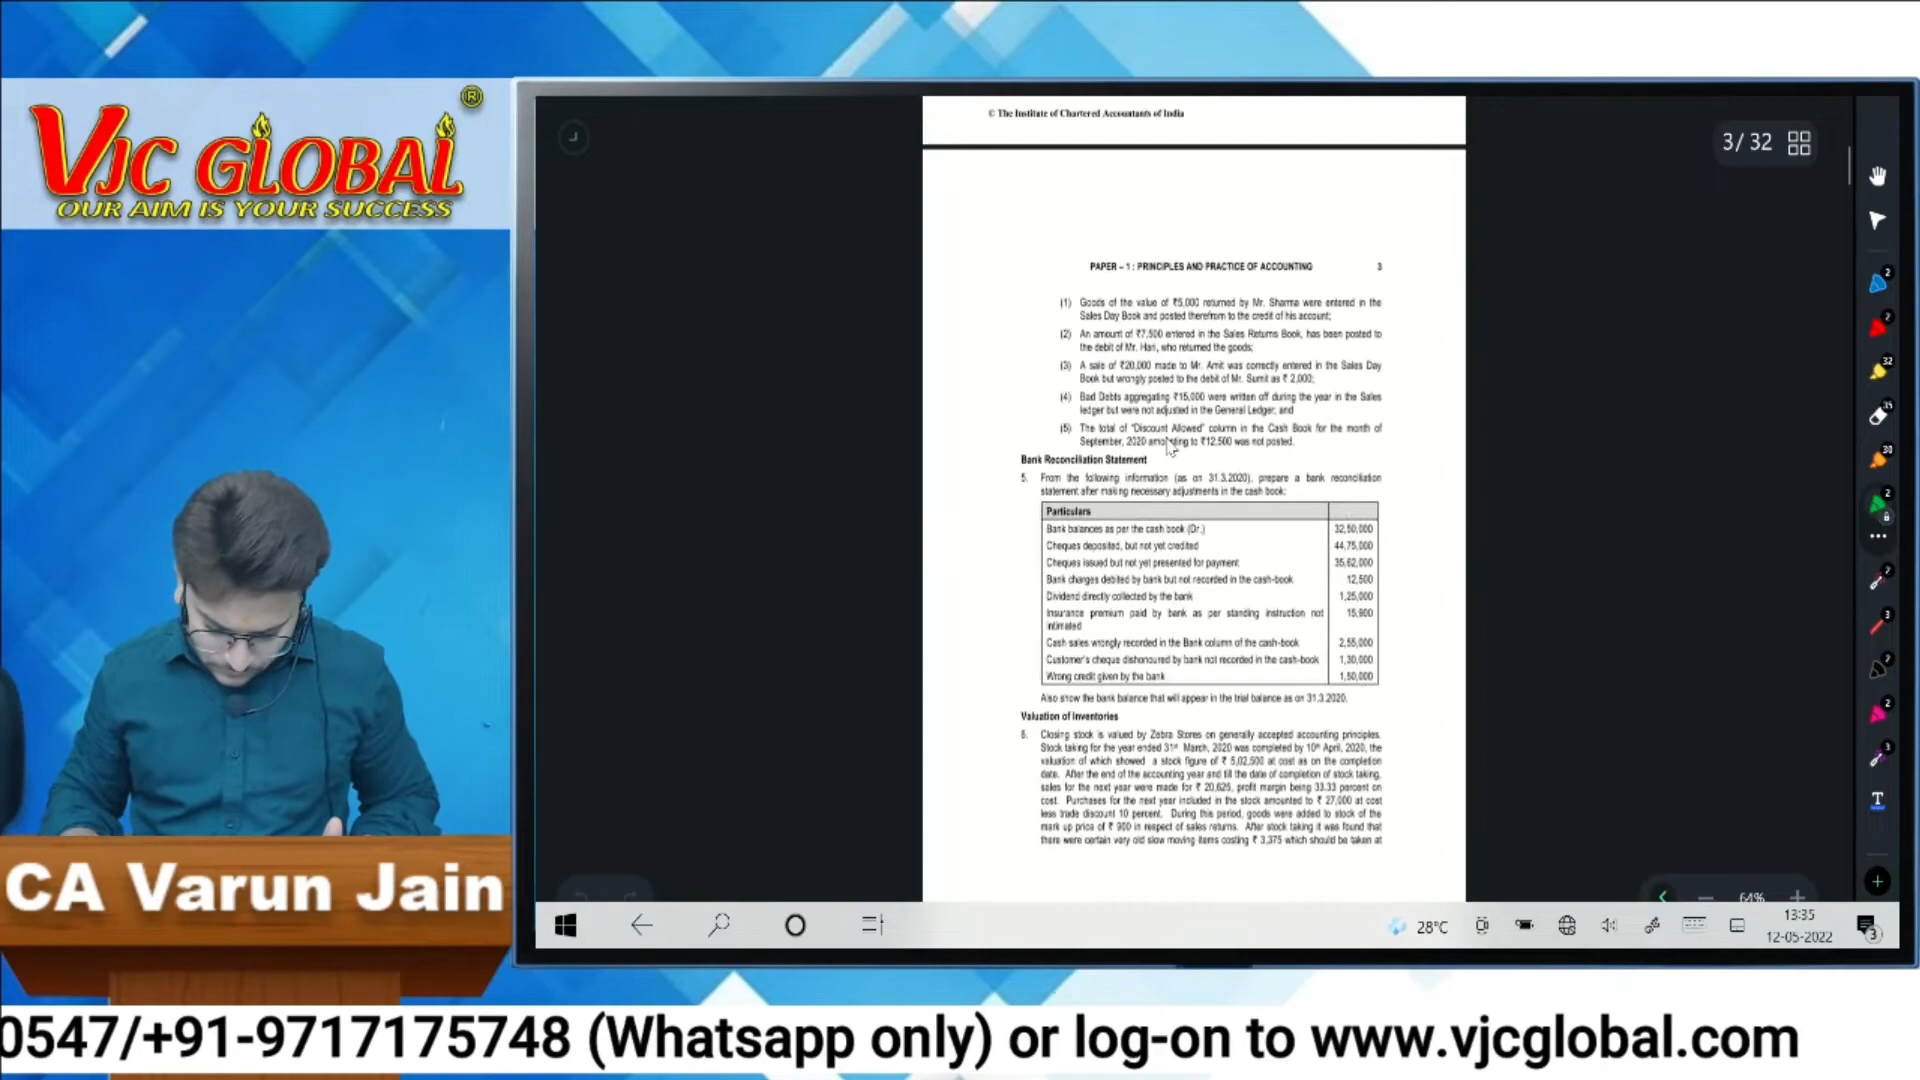 VJC GLOBAL ®
OUR AIM IS YOUR SUCCESS
© The Institute of Chartered Accountants of India
3/ 32
PAPER – 1 : PRINCIPLES AND PRACTICE OF ACCOUNTING 3
(1) Goods of the value of ₹5,000 returned by Mr. Sharma were entered in the
Sales Day Book and posted therefrom to the credit of his account;
(2) An amount of ₹7,500 entered in the Sales Returns Book, has been posted to
the debit of Mr. Hari, who returned the goods;
(3) A sale of ₹20,000 made to Mr. Amit was correctly entered in the Sales Day
Book but wrongly posted to the debit of Mr. Sumit as ₹ 2,000;
(4) Bad Debts aggregating ₹15,000 were written off during the year in the Sales
ledger but were not adjusted in the General Ledger; and
(5) The total of "Discount Allowed" column in the Cash Book for the month of
September, 2020 amounting to ₹12,500 was not posted.
Bank Reconciliation Statement
5. From the following information (as on 31.3.2020), prepare a bank reconciliation
statement after making necessary adjustments in the cash book:
Particulars
Bank balances as per the cash book (Dr.) 32,50,000
Cheques deposited, but not yet credited 44,75,000
Cheques issued but not yet presented for payment 35,62,000
Bank charges debited by bank but not recorded in the cash-book 12,500
Dividend directly collected by the bank 1,25,000
Insurance premium paid by bank as per standing instruction not 15,900
intimated
Cash sales wrongly recorded in the Bank column of the cash-book 2,55,000
Customer's cheque dishonoured by bank not recorded in the cash-book 1,30,000
Wrong credit given by the bank 1,50,000
Also show the bank balance that will appear in the trial balance as on 31.3.2020.
Valuation of Inventories
6. Closing stock is valued by Zebra Stores on generally accepted accounting principles.
Stock taking for the year ended 31st March, 2020 was completed by 10th April, 2020, the
valuation of which showed a stock figure of ₹ 5,02,500 at cost as on the completion
date. After the end of the accounting year and till the date of completion of stock taking,
sales for the next year were made for ₹ 20,625, profit margin being 33.33 percent on
cost. Purchases for the next year included in the stock amounted to ₹ 27,000 at cost
less trade discount 10 percent. During this period, goods were added to stock of the
mark up price of ₹ 900 in respect of sales returns. After stock taking it was found that
there were certain very old slow moving items costing ₹ 3,375 which should be taken at
2
2
32
35
30
2
2
3
7
2
3
T
64%
28°C
13:35
12-05-2022
3
CA Varun Jain
0547/+91-9717175748 (Whatsapp only) or log-on to www.vjcglobal.com